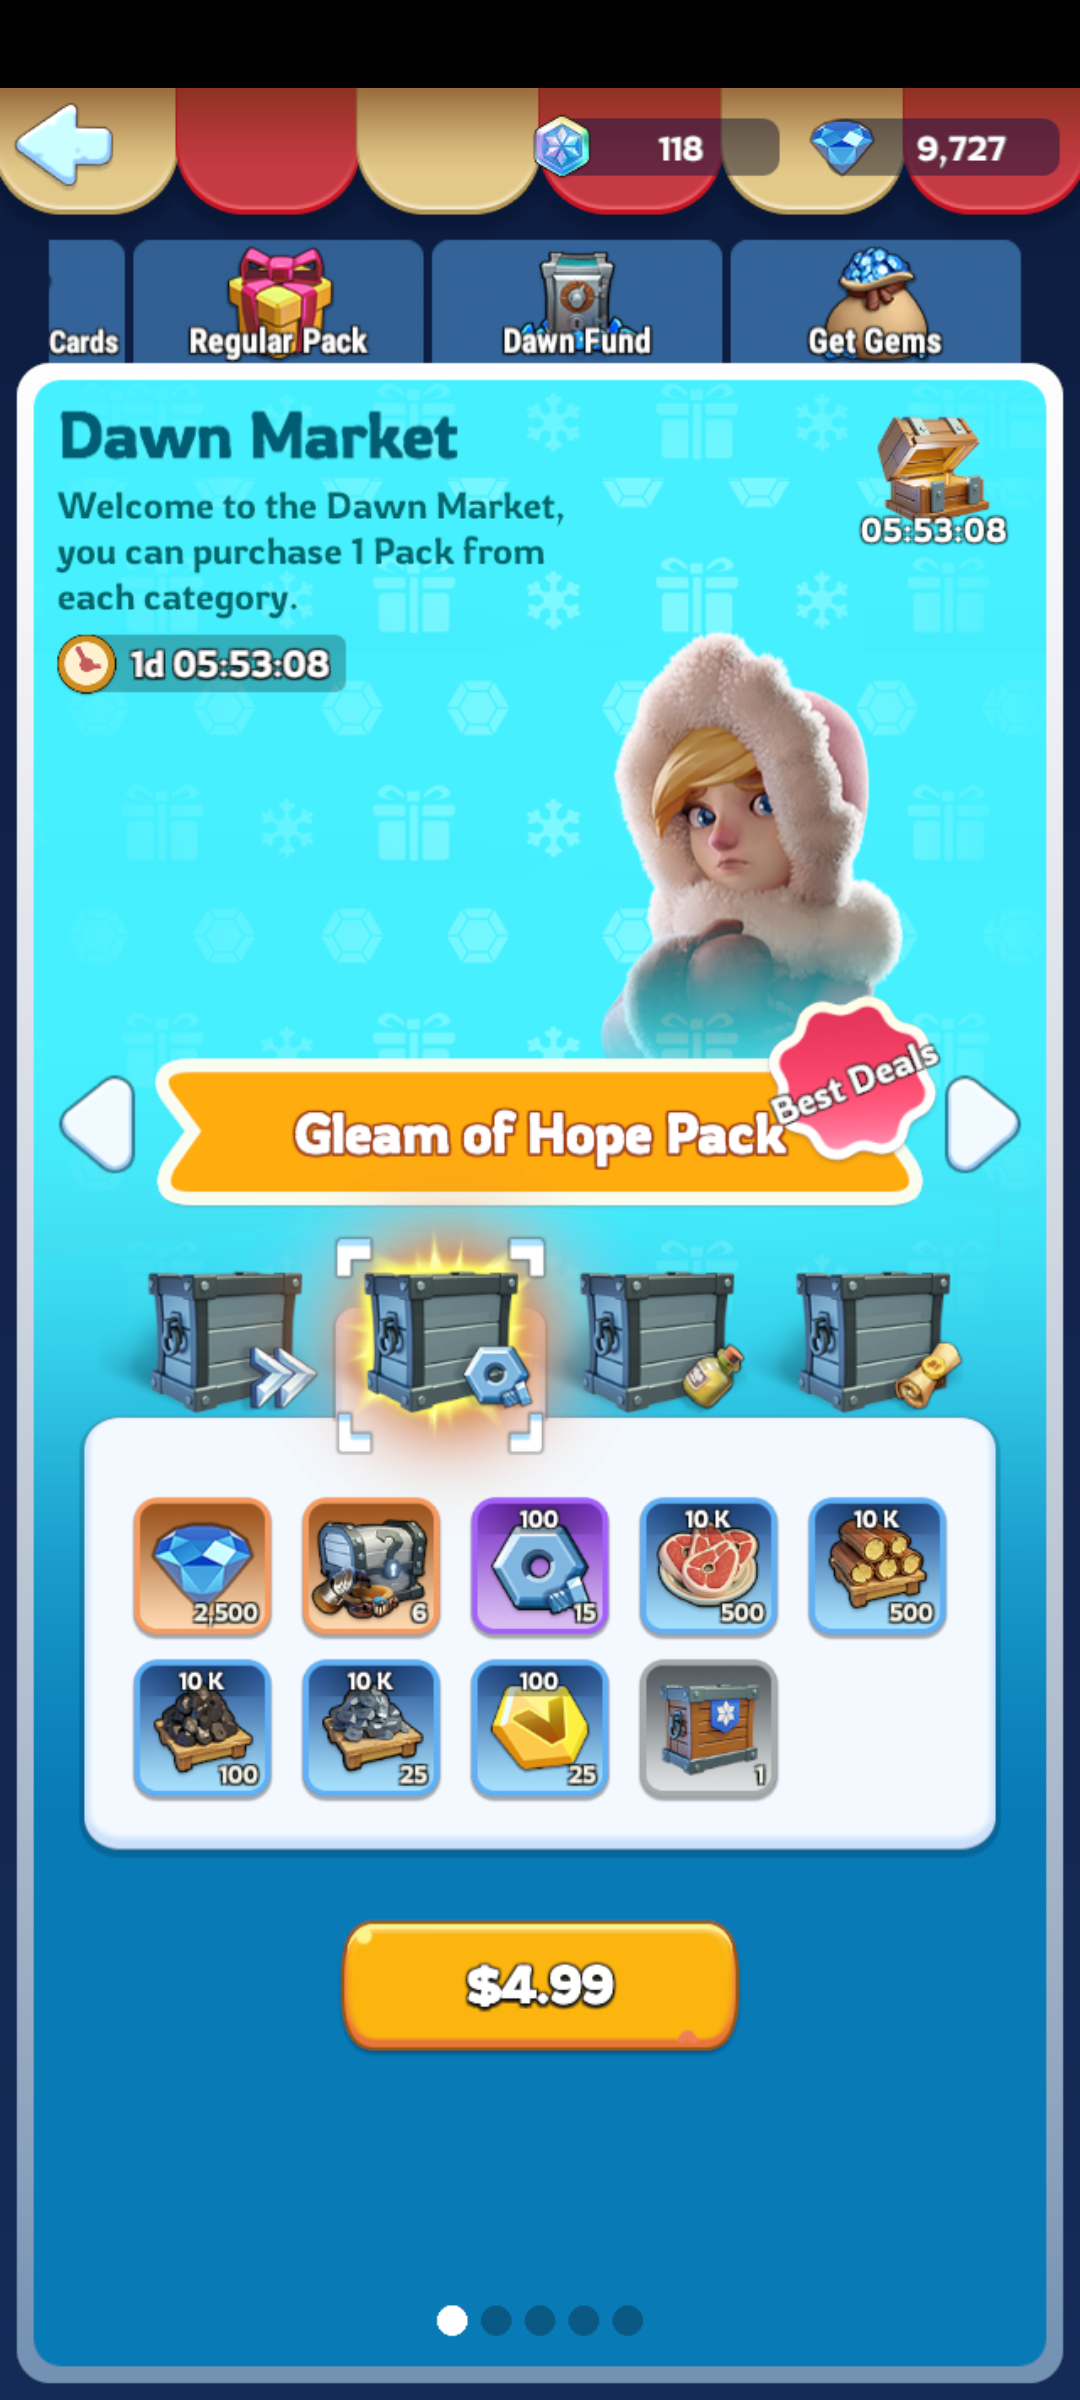 118
9,727
Cards
Regular Pack
Dawn Fund
Get Gems
Dawn Market
Welcome to the Dawn Market,
you can purchase 1 Pack from
each category.
05:53:08
1d 05:53:08
Best Deals
Gleam of Hope Pack
2,500
6
100
15
10 K
500
10 K
500
10 K
100
10 K
25
100
25
1
$4.99